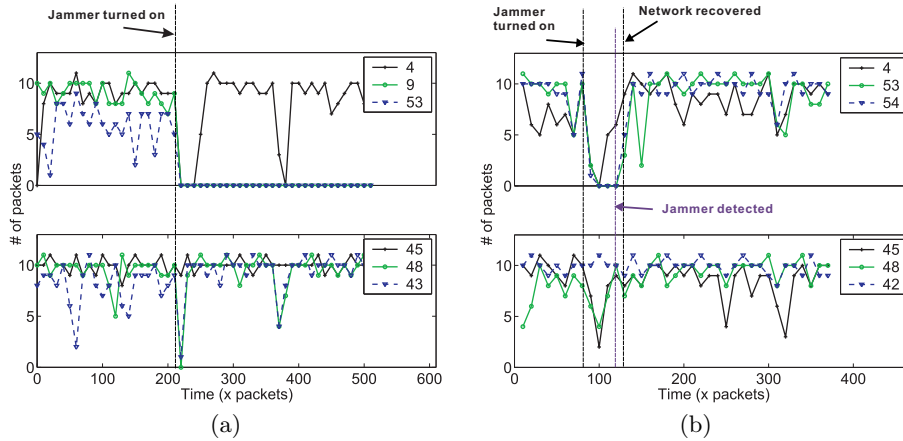 Jammer turned on
# of packets
10
5
0
4
9
53
10
5
0
45
48
43
0 100 200 300 400 500 600
Time (x packets)
(a)
Jammer
turned on
Network recovered
10
5
0
4
53
54
Jammer detected
10
5
0
45
48
42
0 100 200 300 400
# of packets
Time (x packets)
(b)